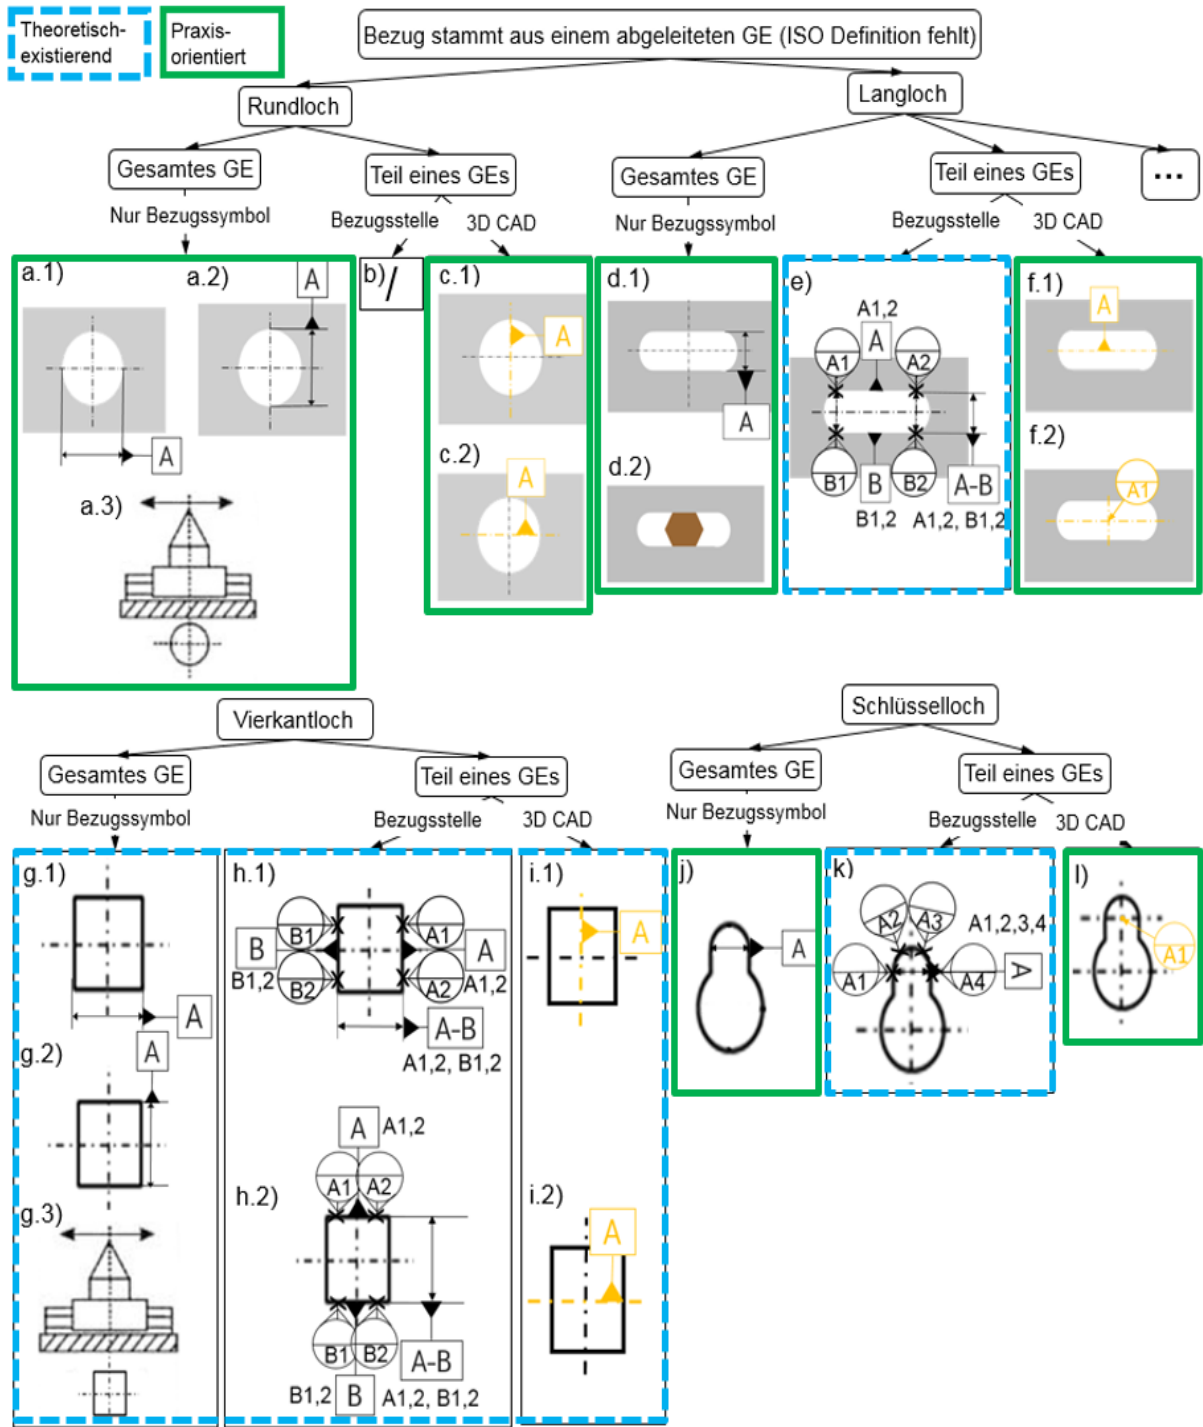 Theoretisch-
existierend
Praxis-
orientiert
Bezug stammt aus einem abgeleiteten GE (ISO Definition fehlt)
Rundloch
Langloch
Gesamtes GE
Teil eines GEs
Gesamtes GE
Teil eines GEs
...
Nur Bezugssymbol
Bezugsstelle
3D CAD
Nur Bezugssymbol
Bezugsstelle
3D CAD
a.1)
a.2)
A
A
a.3)
b)
/
c.1)
A
c.2)
A
d.1)
A
d.2)
e)
A1,2
A1
A
A2
B1
B
B2
A-B
B1,2
A1,2, B1,2
f.1)
A
f.2)
A1
Vierkantloch
Schlüsselloch
Gesamtes GE
Teil eines GEs
Gesamtes GE
Teil eines GEs
Nur Bezugssymbol
Bezugsstelle
3D CAD
Nur Bezugssymbol
Bezugsstelle
3D CAD
g.1)
A
g.2)
A
g.3)
h.1)
B1
A1
B
A
B1,2
B2
A2
A1,2
A-B
A1,2, B1,2
h.2)
A
A1,2
A1
A2
B1
B2
A-B
B1,2
B
A1,2, B1,2
i.1)
A
i.2)
A
j)
A
k)
A2
A3
A1,2,3,4
A1
A4
A
l)
A1